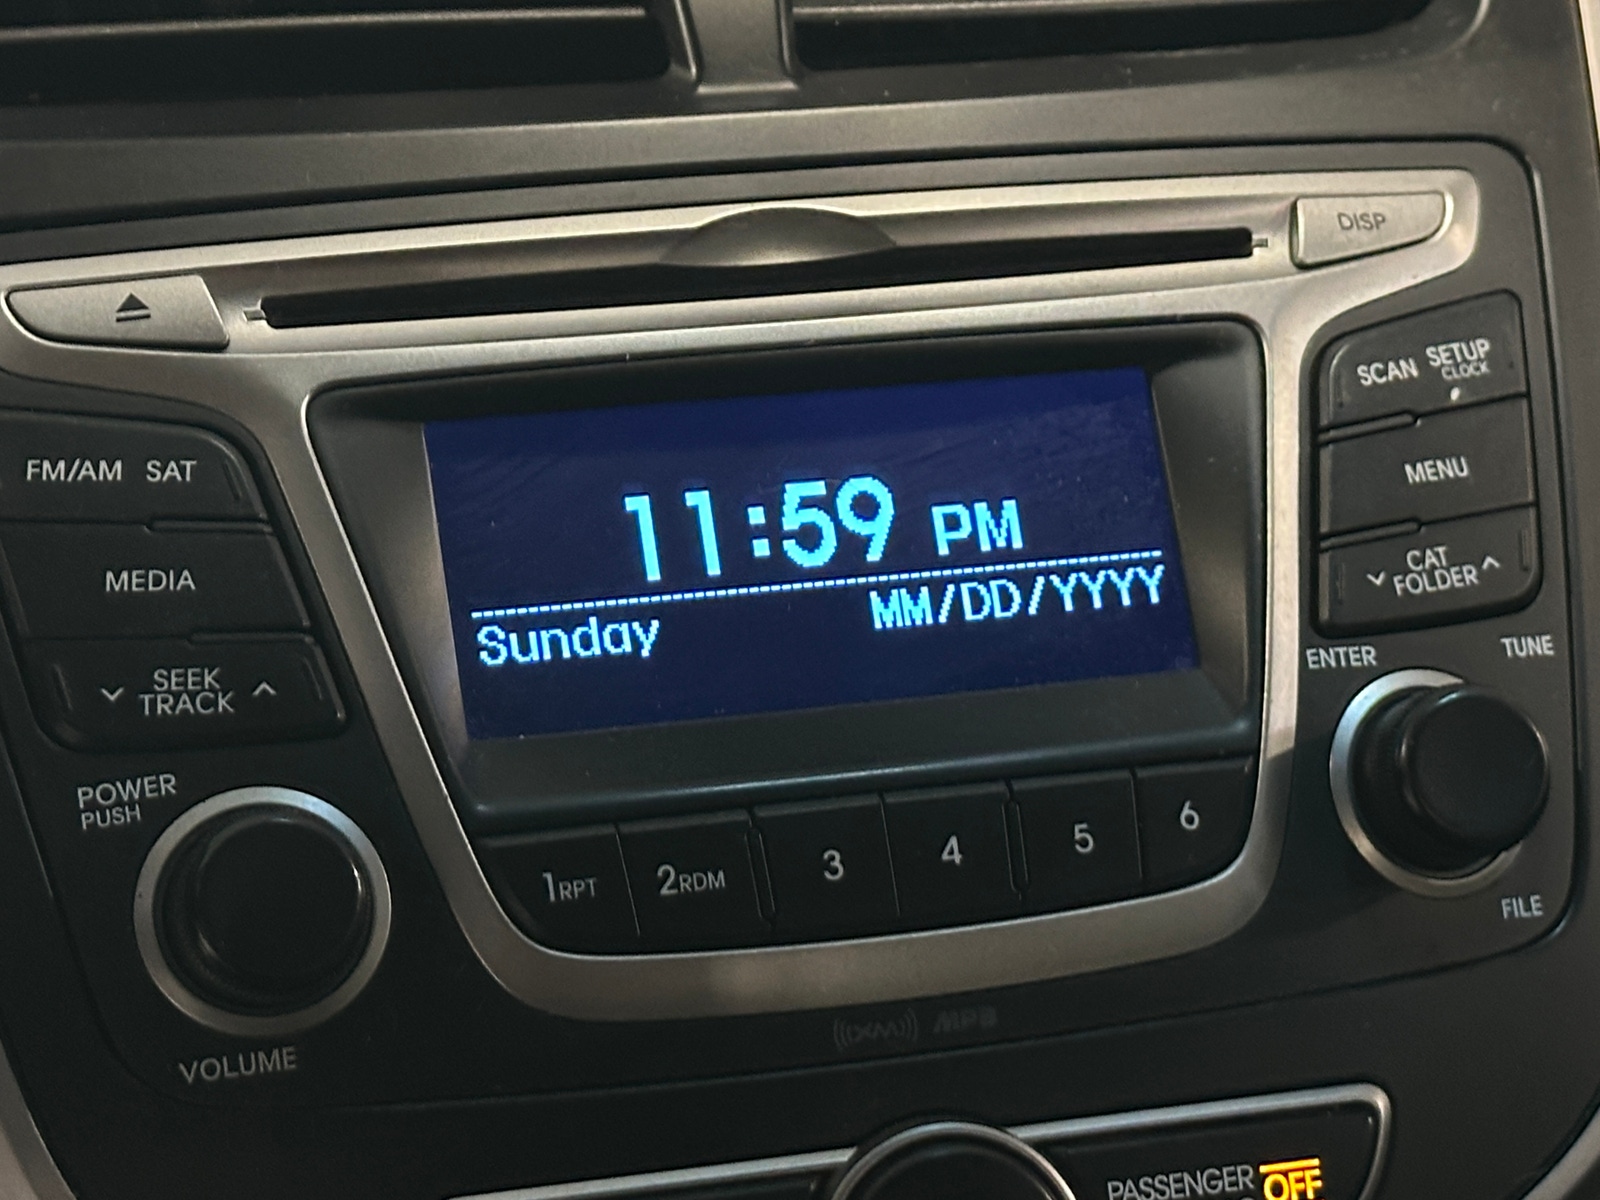 DISP
SCAN SETUP
CLOCK
FM/AM SAT
MENU
11:59 PM
Sunday MM/DD/YYYY
MEDIA
CAT
FOLDER
SEEK
TRACK
ENTER TUNE
POWER
PUSH
1RPT 2RDM 3 4 5 6
FILE
VOLUME
((XM)) MP3
PASSENGER OFF